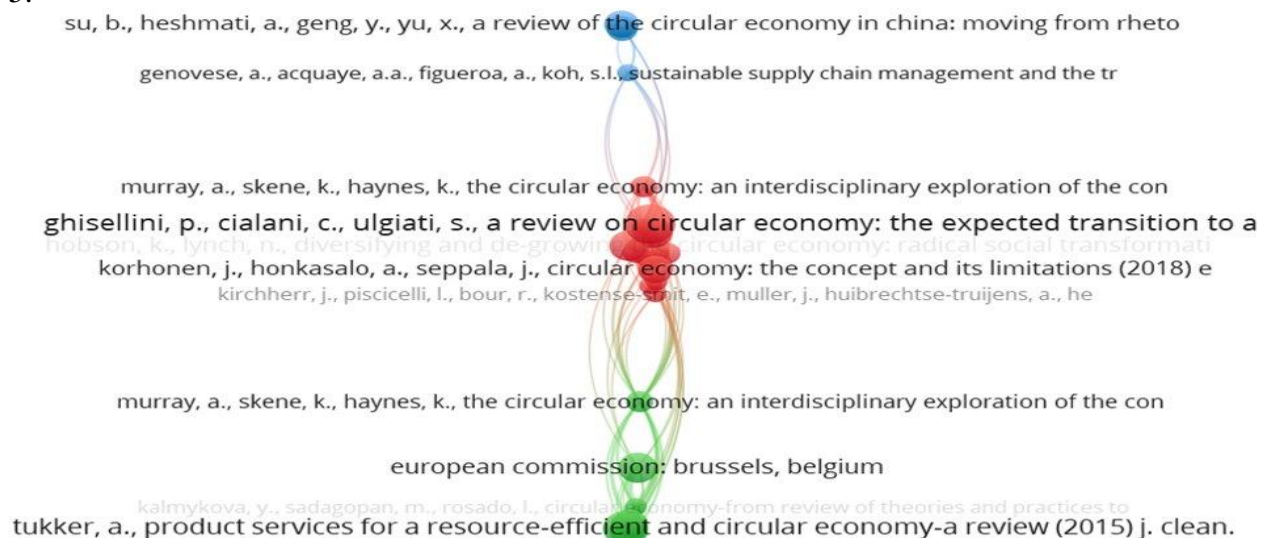 su, b., heshmati, a., geng, y., yu, x., a review of the circular economy in china: moving from rheto
genovese, a., acquaye, a.a., figueroa, a., koh, s.l., sustainable supply chain management and the tr
murray, a., skene, k., haynes, k., the circular economy: an interdisciplinary exploration of the con
ghisellini, p., cialani, c., ulgiati, s., a review on circular economy: the expected transition to a
hobson, k., lynch, n., diversifying and de-growing circular economy: radical social transformati
korhonen, j., honkasalo, a., seppala, j., circular economy: the concept and its limitations (2018) e
kirchherr, j., piscicelli, l., bour, r., kostense-smit, e., muller, j., huibrechtse-truijens, a., he
murray, a., skene, k., haynes, k., the circular economy: an interdisciplinary exploration of the con
european commission: brussels, belgium
kalmykova, y., sadagopan, m., rosado, l., circular economy-from review of theories and practices to
tukker, a., product services for a resource-efficient and circular economy-a review (2015) j. clean.